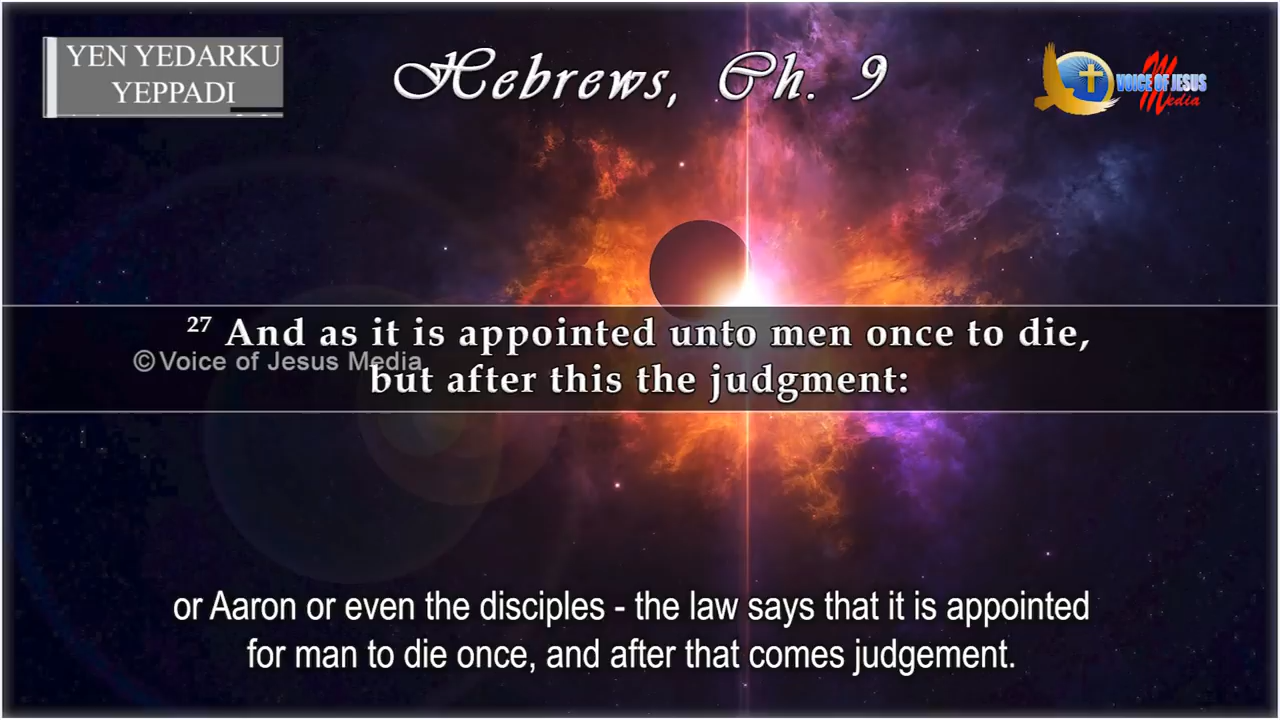 YEN YEDARKU
YEPPADI
Hebrews, Ch. 9
VOICE OF JESUS
Media
27 And as it is appointed unto men once to die,
©Voice of Jesus Media
but after this the judgment:
or Aaron or even the disciples - the law says that it is appointed
for man to die once, and after that comes judgement.